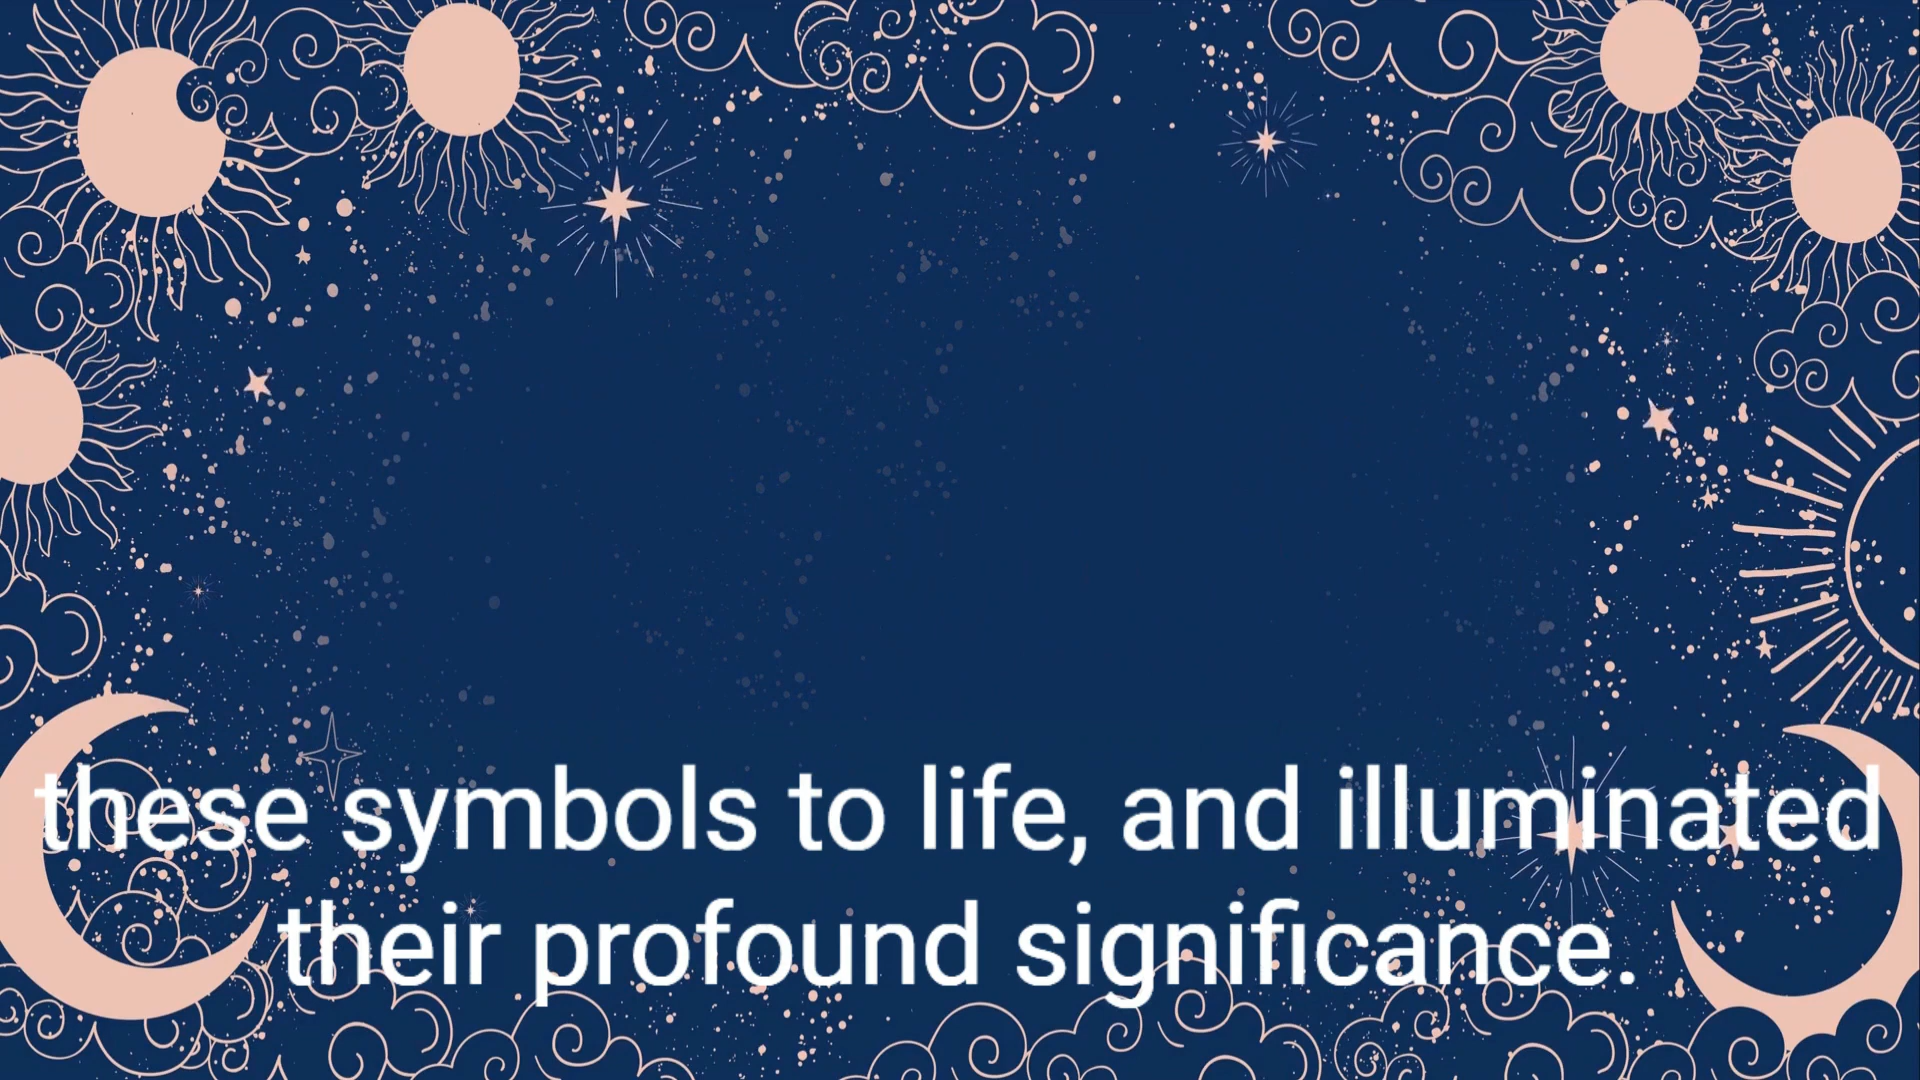 these symbols to life, and illuminated
their profound significance.